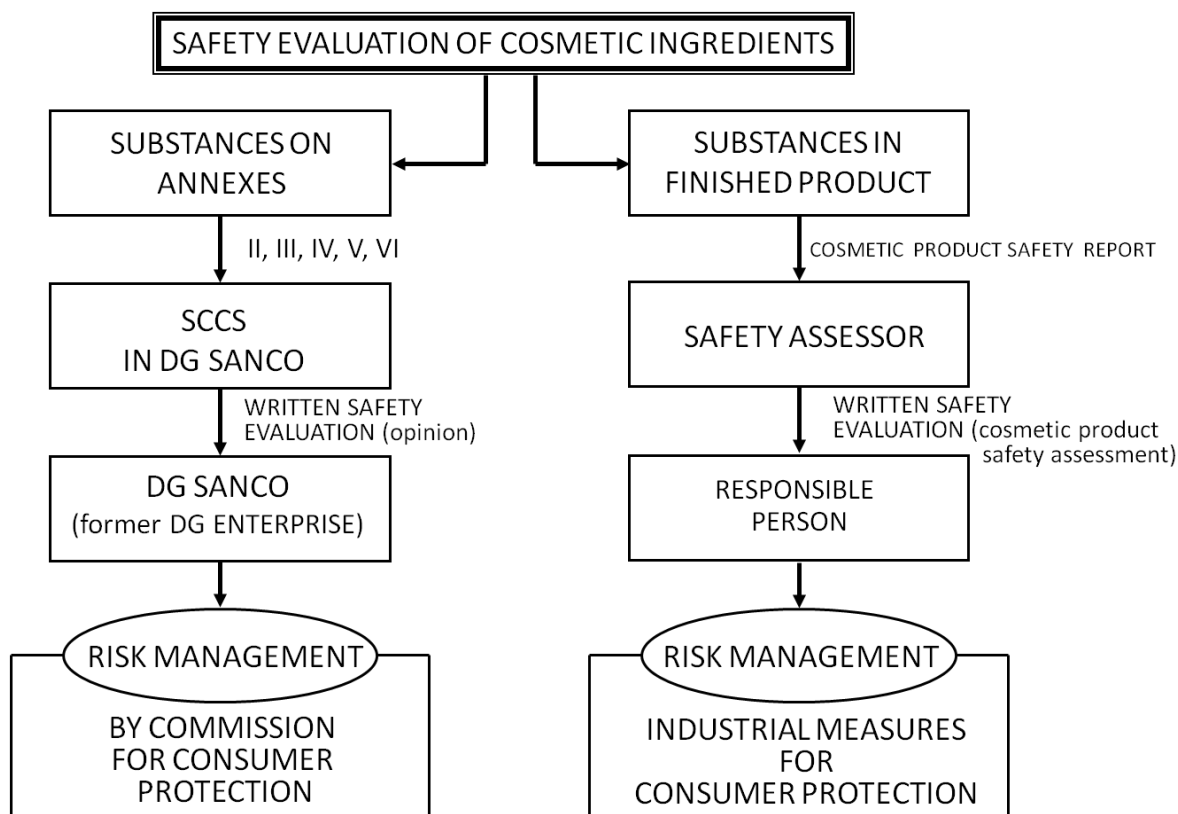 SAFETY EVALUATION OF COSMETIC INGREDIENTS
SUBSTANCES ON
ANNEXES
II, III, IV, V, VI
SCCS
IN DG SANCO
WRITTEN SAFETY
EVALUATION (opinion)
DG SANCO
(former DG ENTERPRISE)
RISK MANAGEMENT
BY COMMISSION
FOR CONSUMER
PROTECTION
SUBSTANCES IN
FINISHED PRODUCT
COSMETIC PRODUCT SAFETY REPORT
SAFETY ASSESSOR
WRITTEN SAFETY
EVALUATION (cosmetic product
safety assessment)
RESPONSIBLE
PERSON
RISK MANAGEMENT
INDUSTRIAL MEASURES
FOR
CONSUMER PROTECTION